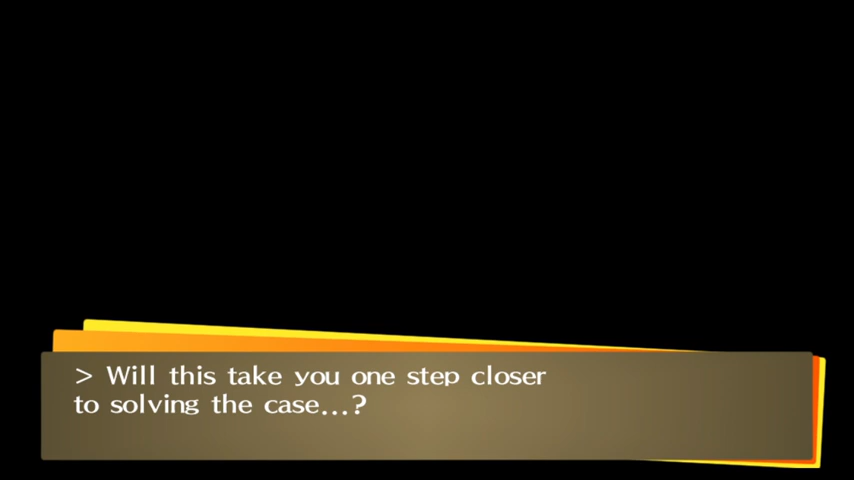 > Will this take you one step closer
to solving the case...?